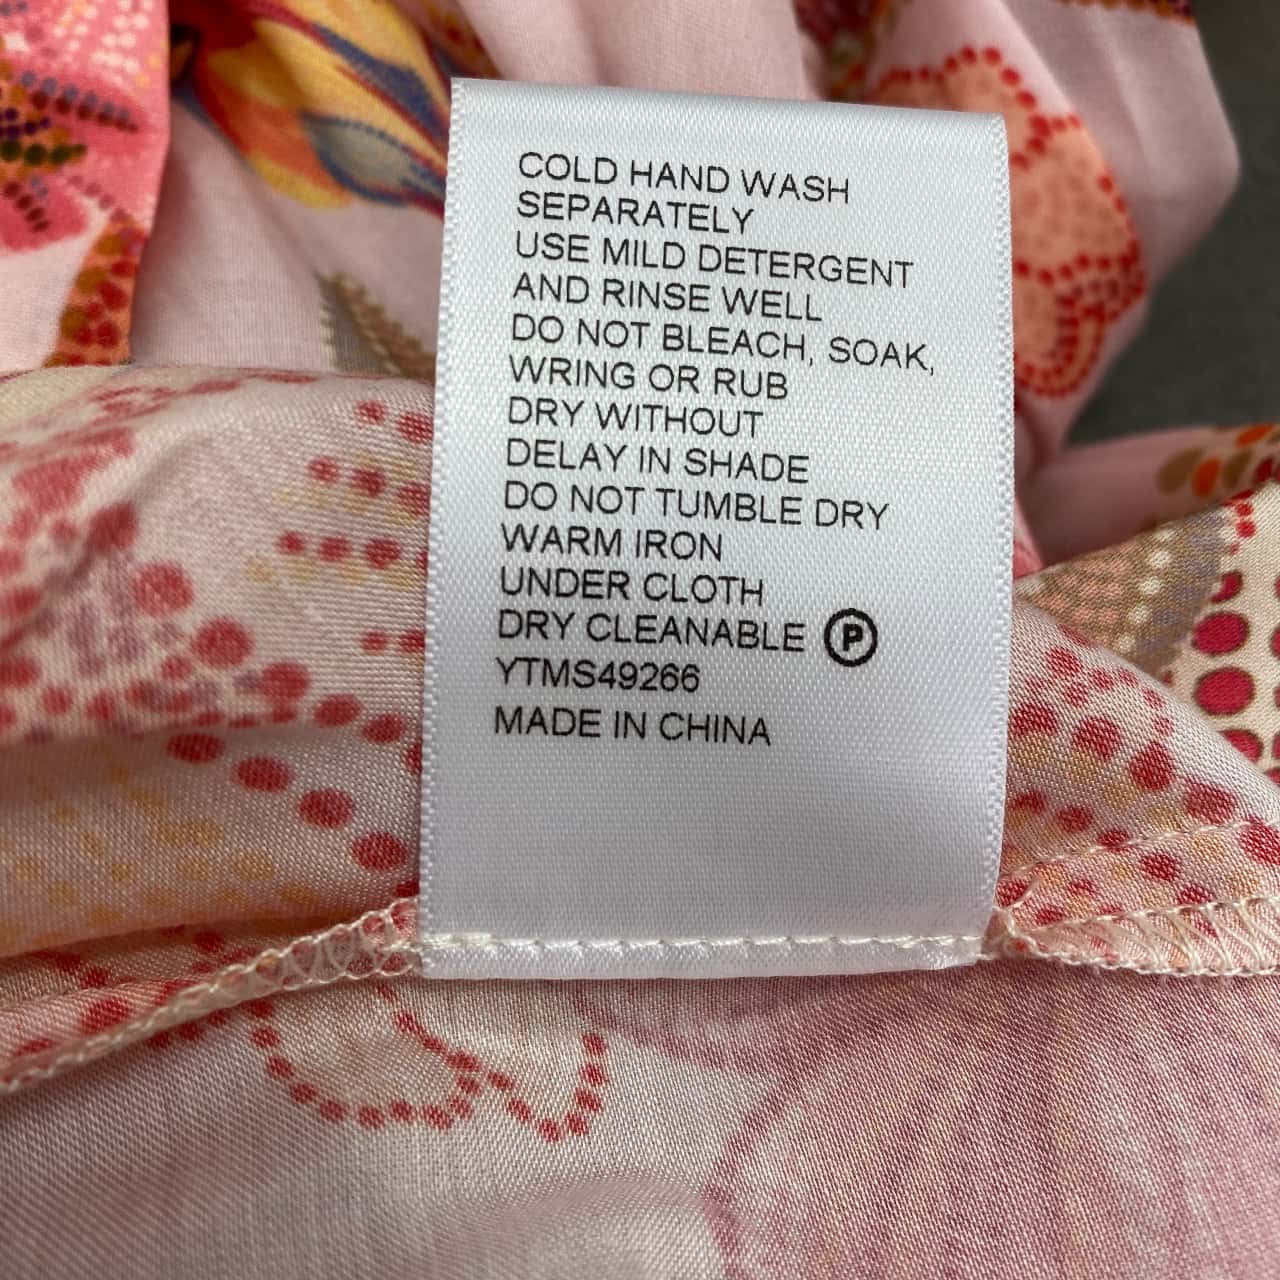 COLD HAND WASH
SEPARATELY
USE MILD DETERGENT
AND RINSE WELL
DO NOT BLEACH, SOAK,
WRING OR RUB
DRY WITHOUT
DELAY IN SHADE
DO NOT TUMBLE DRY
WARM IRON
UNDER CLOTH
DRY CLEANABLE P
YTMS49266
MADE IN CHINA